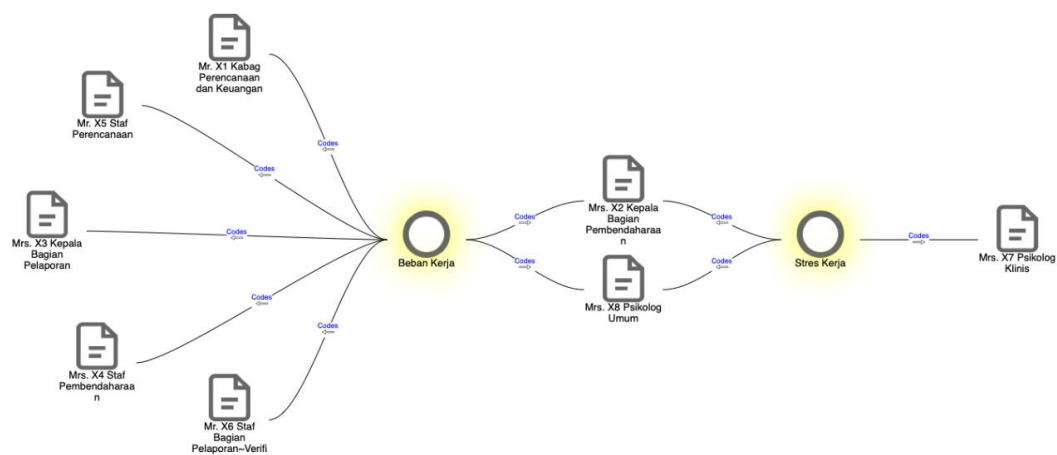 Mr. X1 Kabag
Perencanaan
dan Keuangan
Mr. X5 Staf
Perencanaan
Codes
Codes
Mrs. X3 Kepala
Bagian
Pelaporan
Codes
Beban Kerja
Codes
Codes
Mrs. X2 Kepala
Bagian
Pembendaharaa
n
Codes
Codes
Stres Kerja
Codes
Mrs. X7 Psikolog
Klinis
Mrs. X8 Psikolog
Umum
Codes
Codes
Mrs. X4 Staf
Pembendaharaa
n
Mr. X6 Staf
Bagian
Pelaporan~Verifi